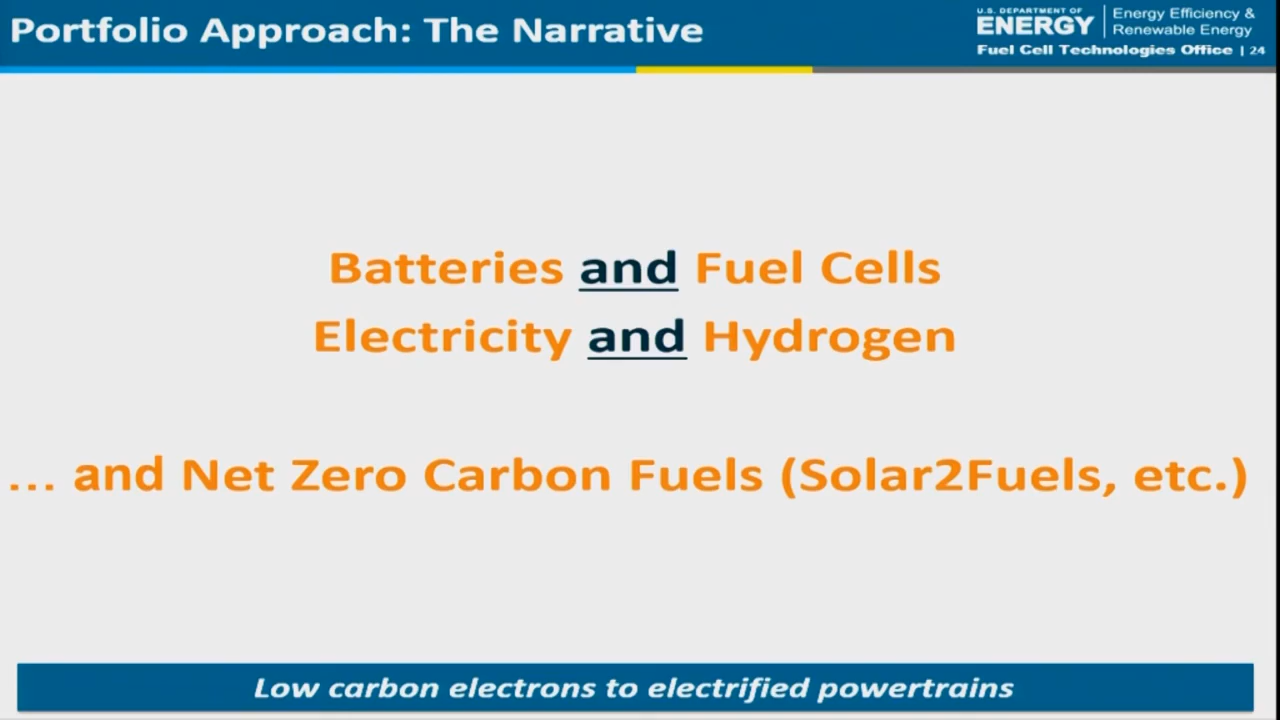 Portfolio Approach: The Narrative
U.S. DEPARTMENT OF
ENERGY
Energy Efficiency &
Renewable Energy
Fuel Cell Technologies Office | 24
Batteries and Fuel Cells
Electricity and Hydrogen
... and Net Zero Carbon Fuels (Solar2Fuels, etc.)
Low carbon electrons to electrified powertrains